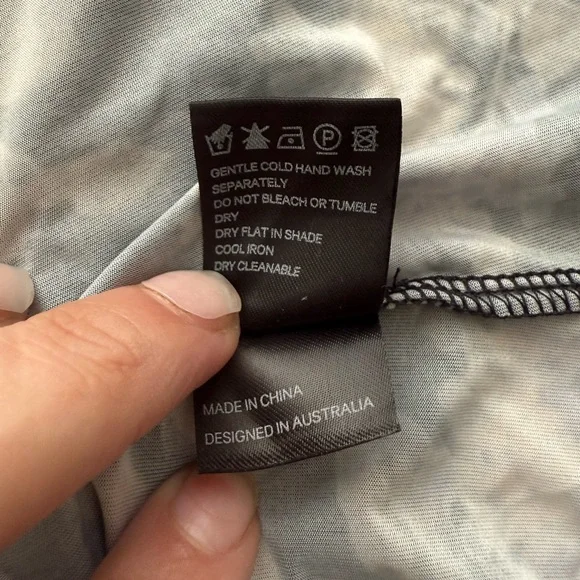 P
GENTLE COLD HAND WASH
SEPARATELY
DO NOT BLEACH OR TUMBLE
DRY
DRY FLAT IN SHADE
COOL IRON
DRY CLEANABLE
MADE IN CHINA
DESIGNED IN AUSTRALIA